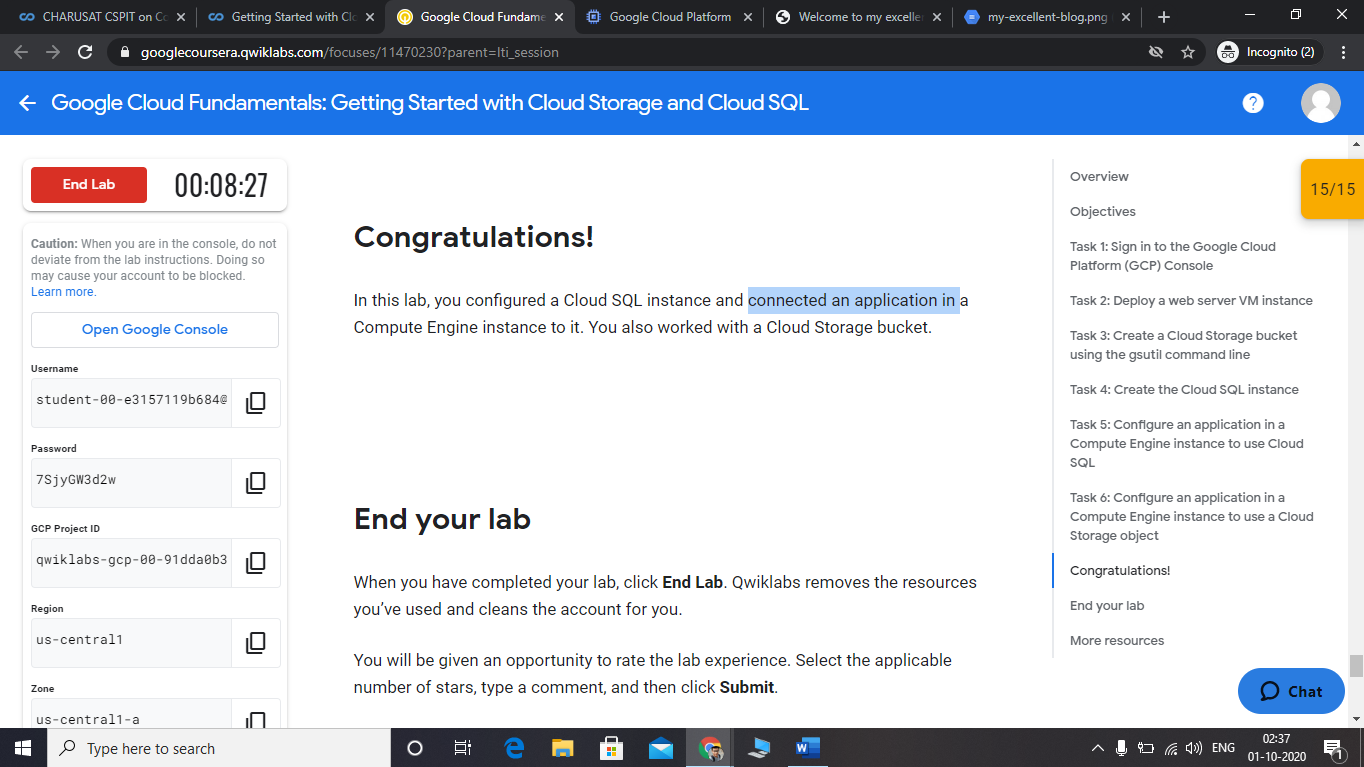 CHARUSAT CSPIT on Co
Getting Started with Clo
Google Cloud Fundame
Google Cloud Platform
Welcome to my excelle
my-excellent-blog.png
googlecoursera.qwiklabs.com/focuses/11470230?parent=lti_session
Incognito (2)
Google Cloud Fundamentals: Getting Started with Cloud Storage and Cloud SQL
?
End Lab
00:08:27
Caution: When you are in the console, do not
deviate from the lab instructions. Doing so
may cause your account to be blocked.
Learn more.
Open Google Console
Username
student-00-e3157119b684@
Password
7SjyGW3d2w
GCP Project ID
qwiklabs-gcp-00-91dda0b3
Region
us-central1
Zone
us-central1-a
Congratulations!
In this lab, you configured a Cloud SQL instance and connected an application in a
Compute Engine instance to it. You also worked with a Cloud Storage bucket.
End your lab
When you have completed your lab, click End Lab. Qwiklabs removes the resources
you’ve used and cleans the account for you.
You will be given an opportunity to rate the lab experience. Select the applicable
number of stars, type a comment, and then click Submit.
Overview
Objectives
Task 1: Sign in to the Google Cloud
Platform (GCP) Console
Task 2: Deploy a web server VM instance
Task 3: Create a Cloud Storage bucket
using the gsutil command line
Task 4: Create the Cloud SQL instance
Task 5: Configure an application in a
Compute Engine instance to use Cloud
SQL
Task 6: Configure an application in a
Compute Engine instance to use a Cloud
Storage object
Congratulations!
End your lab
More resources
15/15
Chat
Type here to search
ENG
02:37
01-10-2020
1